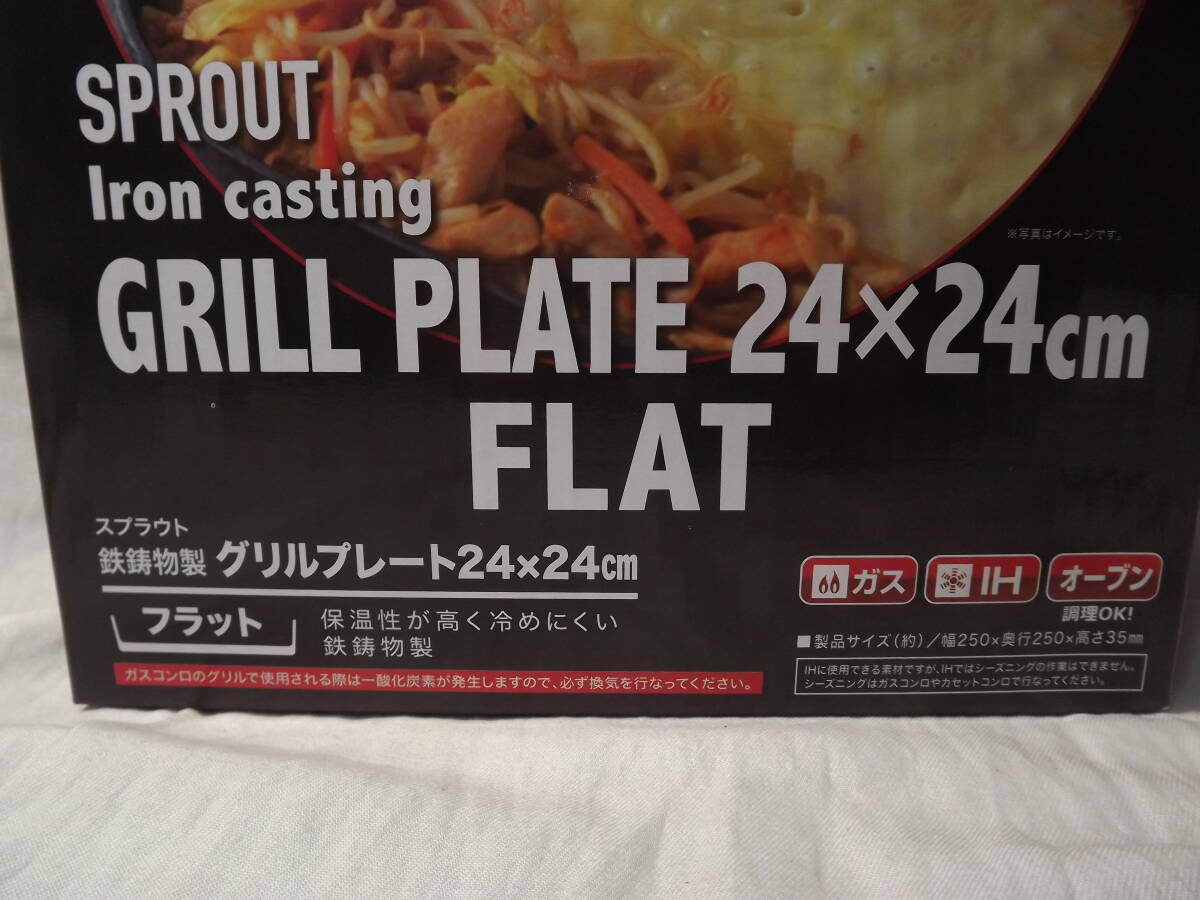 SPROUT
Iron casting
※写真はイメージです。
GRILL PLATE 24×24cm
FLAT
スプラウト
鉄鋳物製 グリルプレート24×24cm
フラット
保温性が高く冷めにくい
鉄鋳物製
ガスコンロのグリルで使用される際は一酸化炭素が発生しますので、必ず換気を行なってください。
ガス IH オーブン
調理OK!
■製品サイズ(約)/幅250×奥行250×高さ35mm
IHに使用できる素材ですが、IHではシーズニングの作業はできません。
シーズニングはガスコンロやカセットコンロで行なってください。